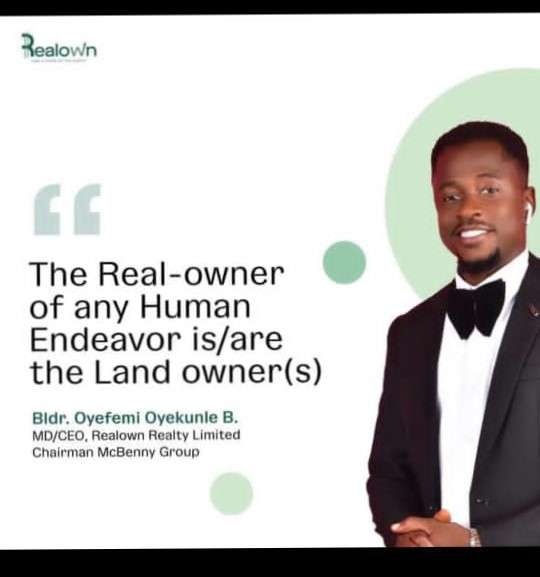 Realown
The Real-owner
of any Human
Endeavor is/are
the Land owner(s)
Bldr. Oyefemi Oyekunle B.
MD/CEO, Realown Realty Limited
Chairman McBenny Group